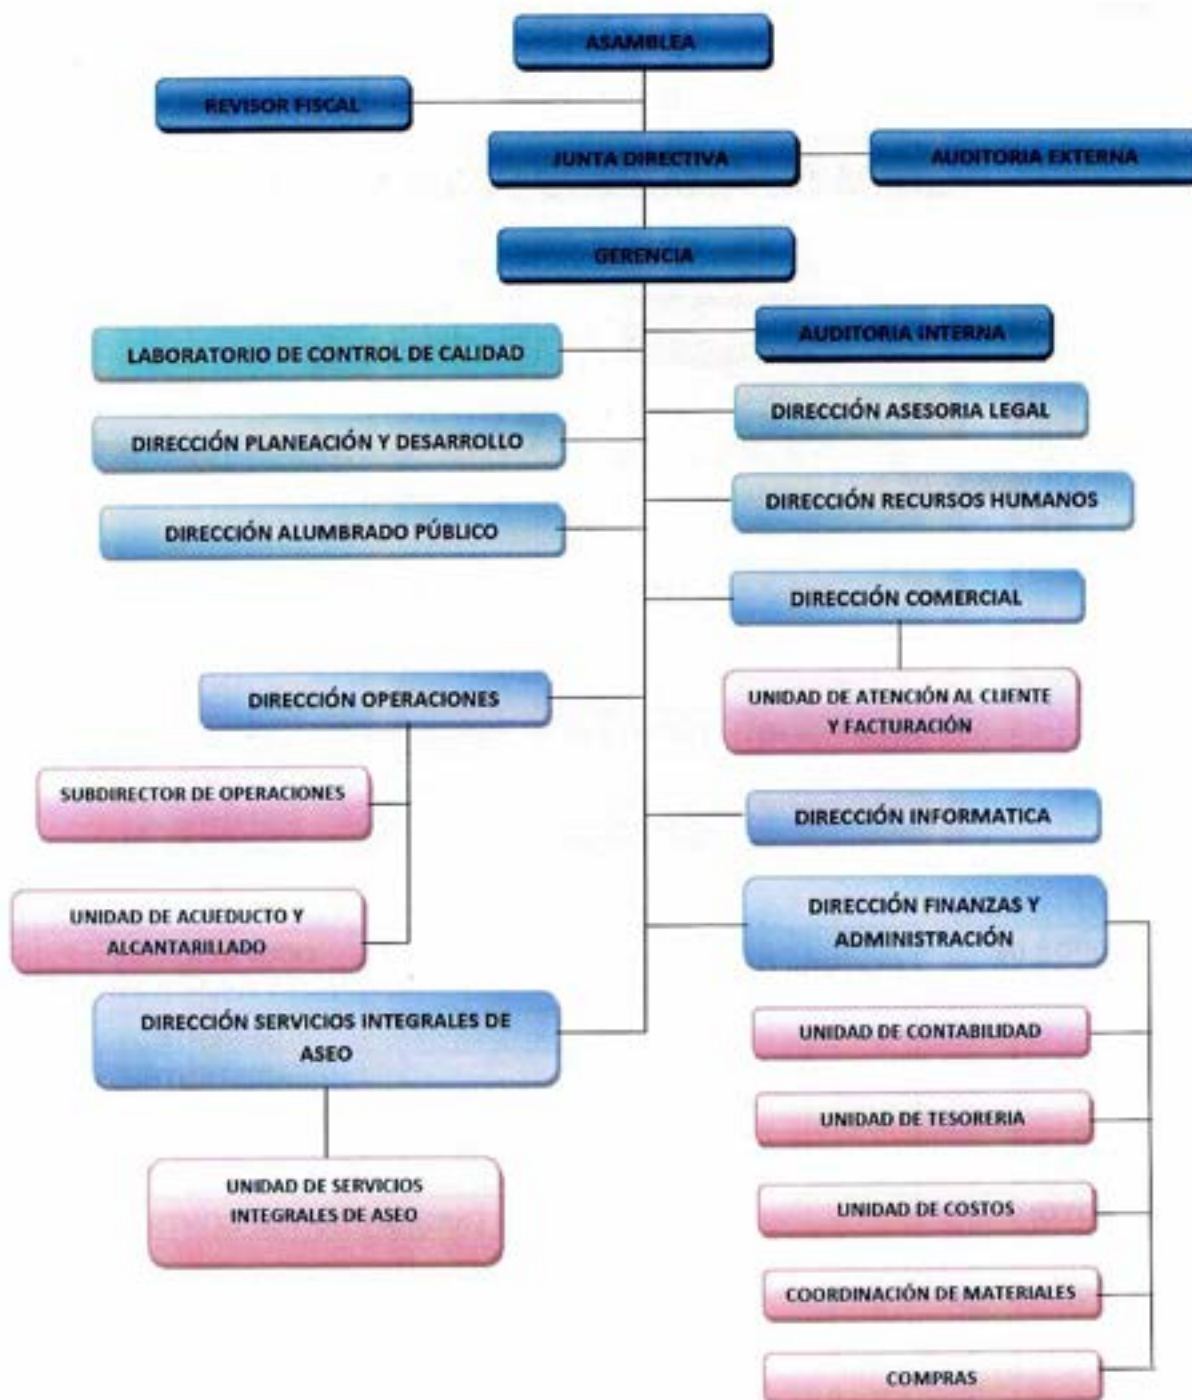 ASAMBLEA
REVISOR FISCAL
JUNTA DIRECTIVA
AUDITORIA EXTERNA
GERENCIA
AUDITORIA INTERNA
LABORATORIO DE CONTROL DE CALIDAD
DIRECCIÓN ASESORIA LEGAL
DIRECCIÓN PLANEACIÓN Y DESARROLLO
DIRECCIÓN RECURSOS HUMANOS
DIRECCIÓN ALUMBRADO PÚBLICO
DIRECCIÓN COMERCIAL
UNIDAD DE ATENCIÓN AL CLIENTE
Y FACTURACIÓN
DIRECCIÓN OPERACIONES
SUBDIRECTOR DE OPERACIONES
DIRECCIÓN INFORMATICA
UNIDAD DE ACUEDUCTO Y
ALCANTARILLADO
DIRECCIÓN FINANZAS Y
ADMINISTRACIÓN
DIRECCIÓN SERVICIOS INTEGRALES DE
ASEO
UNIDAD DE CONTABILIDAD
UNIDAD DE TESORERIA
UNIDAD DE SERVICIOS
INTEGRALES DE ASEO
UNIDAD DE COSTOS
COORDINACIÓN DE MATERIALES
COMPRAS